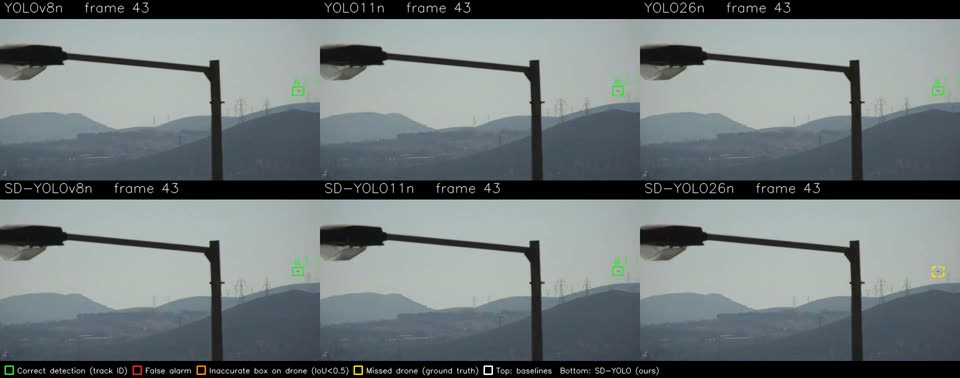 YOLOv8n frame 43
YOLO11n frame 43
YOLO26n frame 43
SD-YOLOv8n frame 43
SD-YOLO11n frame 43
SD-YOLO26n frame 43
Correct detection (track ID) False alarm Inaccurate box on drone (IoU<0.5) Missed drone (ground truth) Top: baselines Bottom: SD-YOLO (ours)